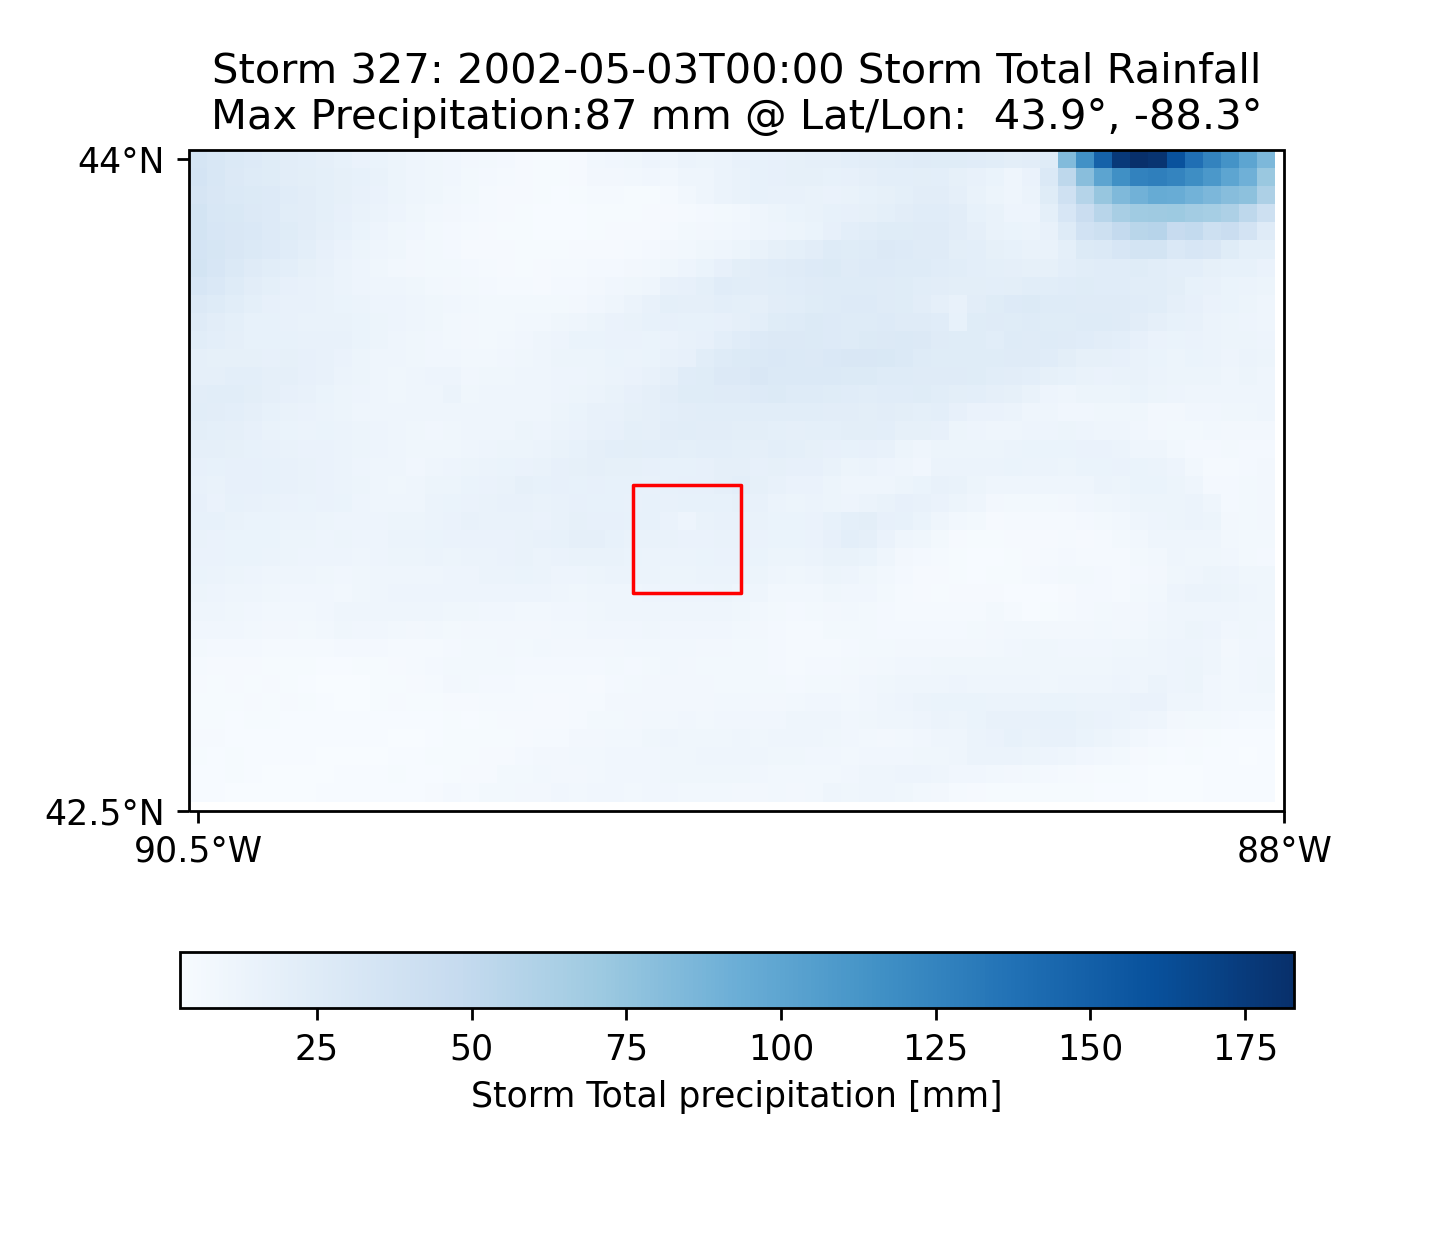 Storm 327: 2002-05-03T00:00 Storm Total Rainfall
Max Precipitation:87 mm @ Lat/Lon:  43.9°, -88.3°
44°N
42.5°N
90.5°W 88°W
25 50 75 100 125 150 175
Storm Total precipitation [mm]